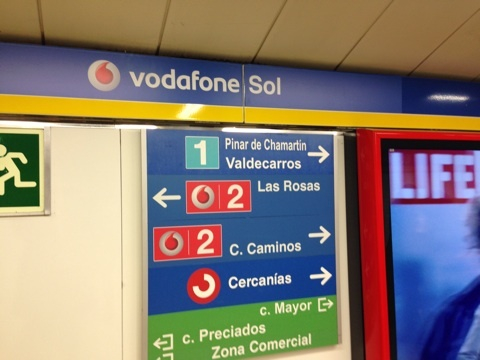 vodafone Sol
1 Pinar de Chamartín
Valdecarros
2 Las Rosas
2 C. Caminos
Cercanías
c. Mayor
c. Preciados
Zona Comercial
LIFE